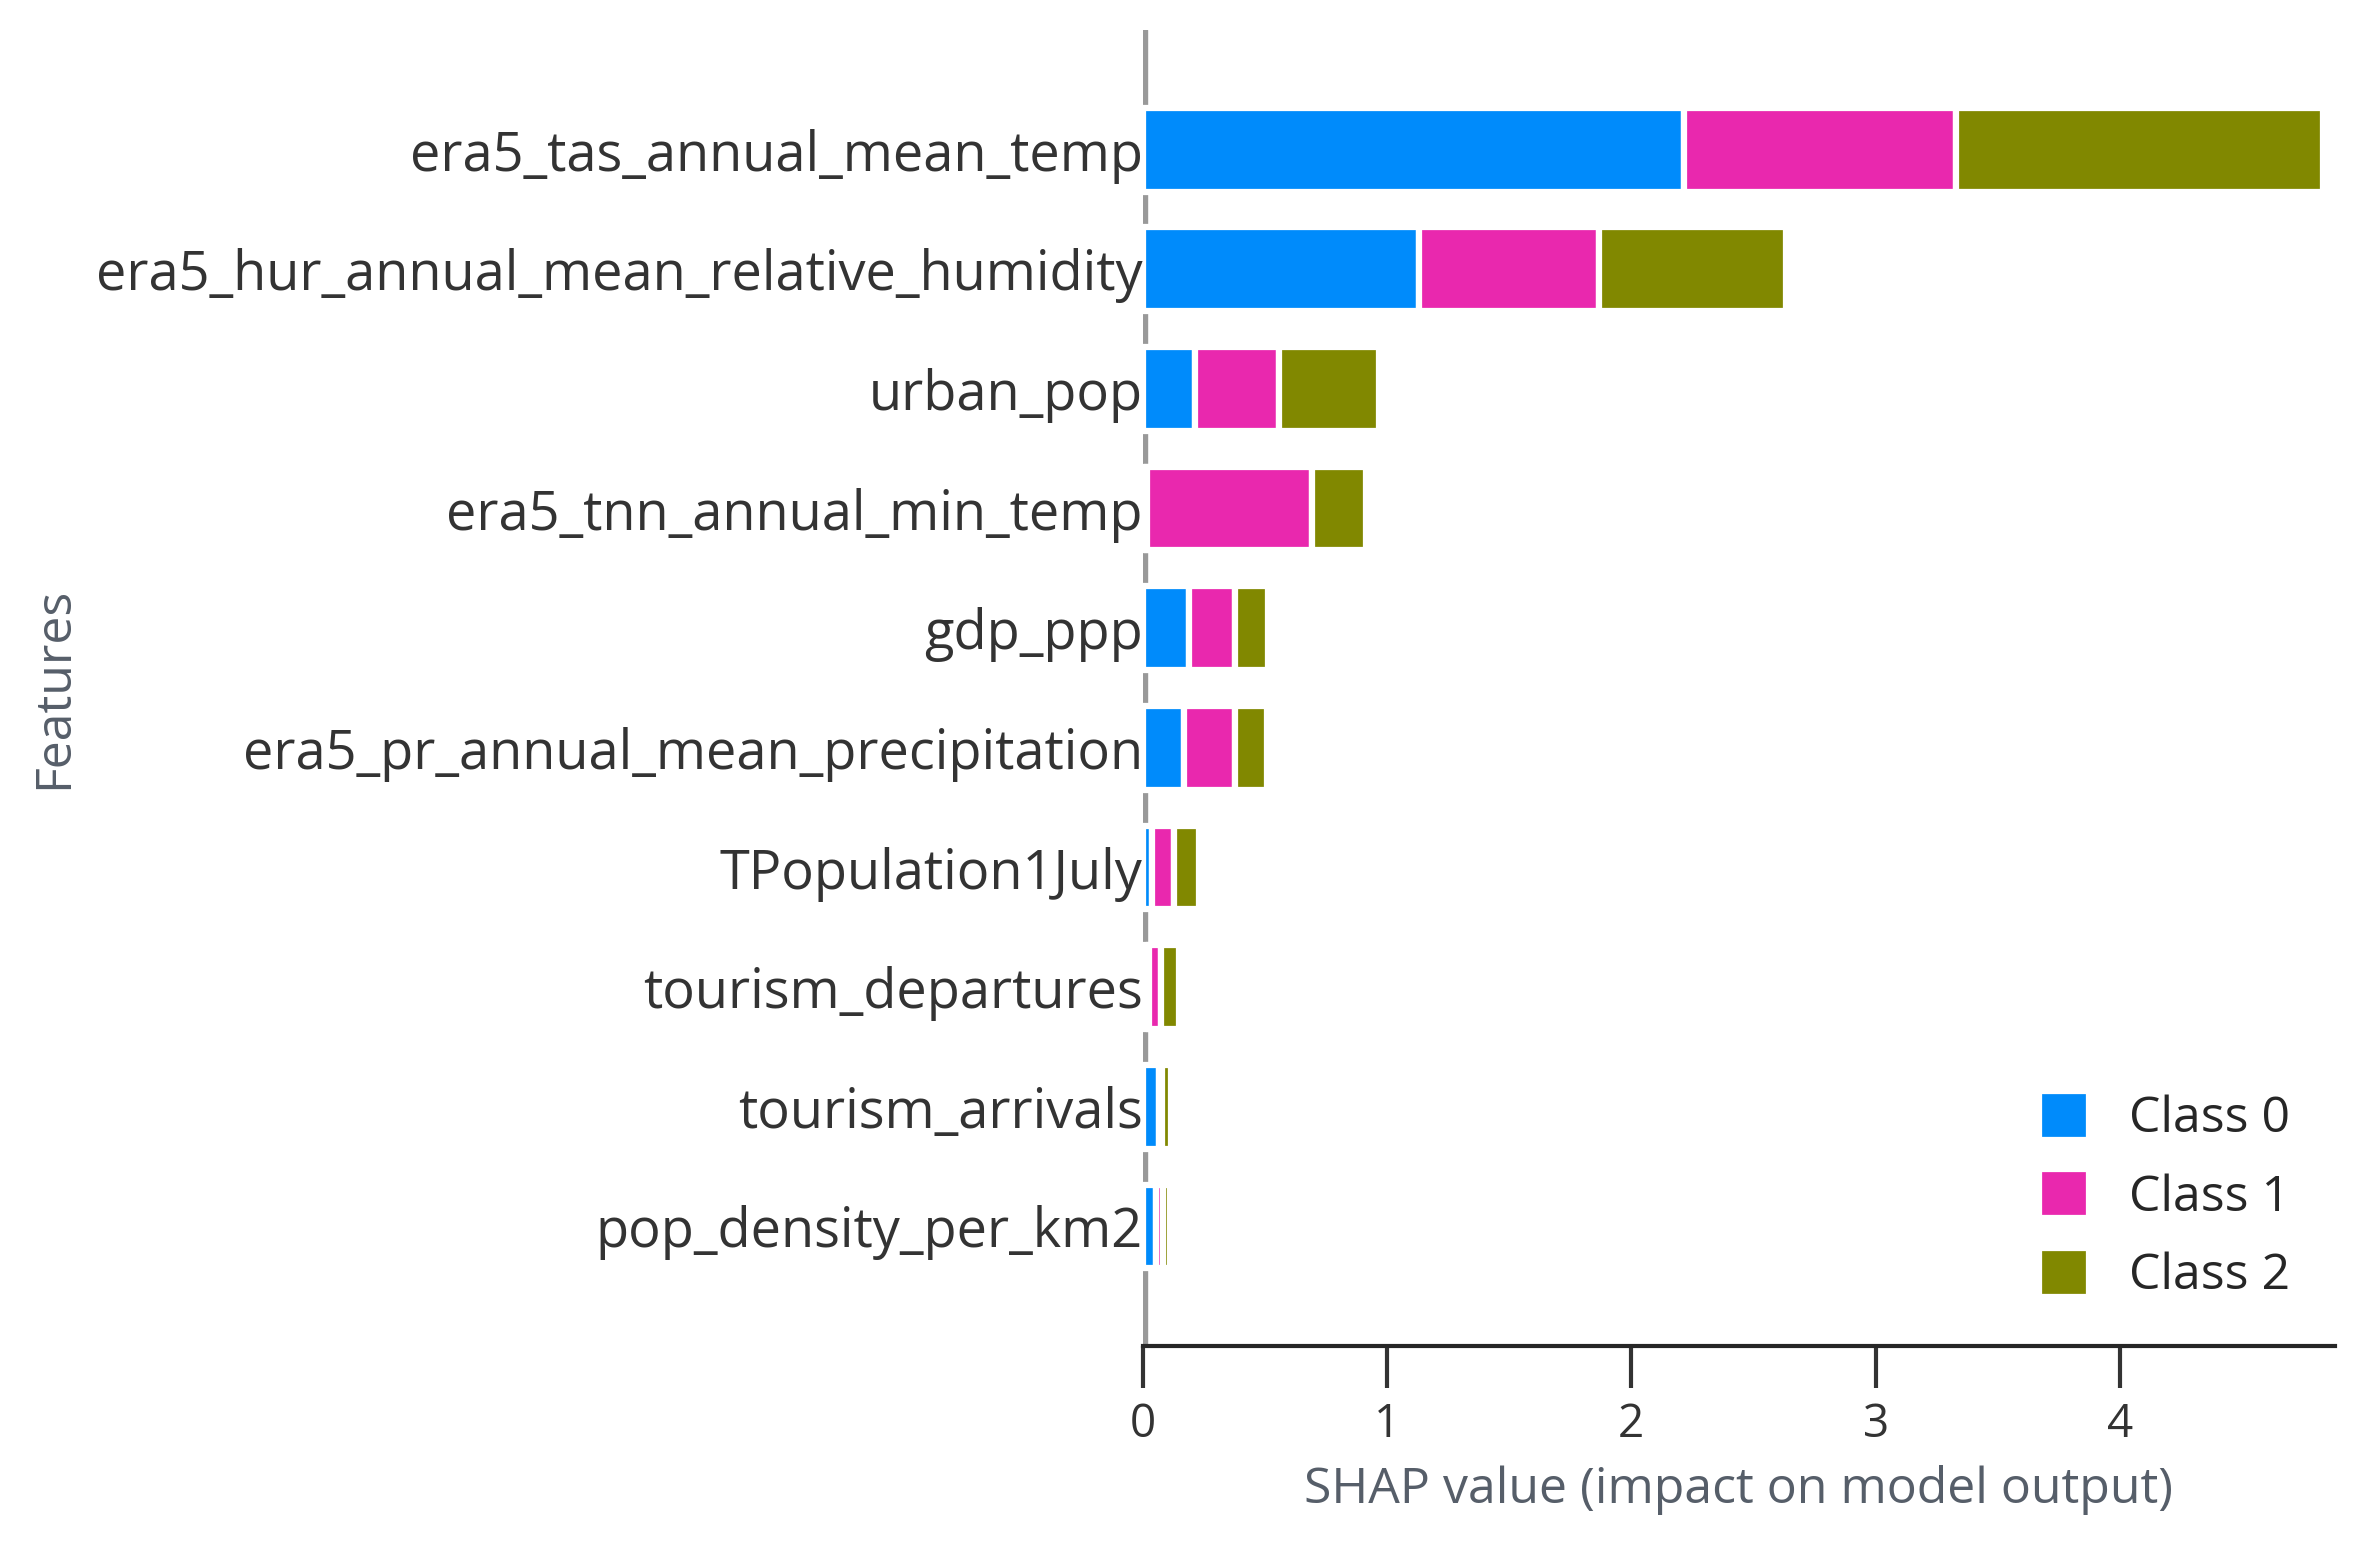 era5_tas_annual_mean_temp
era5_hur_annual_mean_relative_humidity
urban_pop
era5_tnn_annual_min_temp
gdp_ppp
era5_pr_annual_mean_precipitation
TPopulation1July
tourism_departures
tourism_arrivals
pop_density_per_km2
Features
Class 0
Class 1
Class 2
0 1 2 3 4
SHAP value (impact on model output)